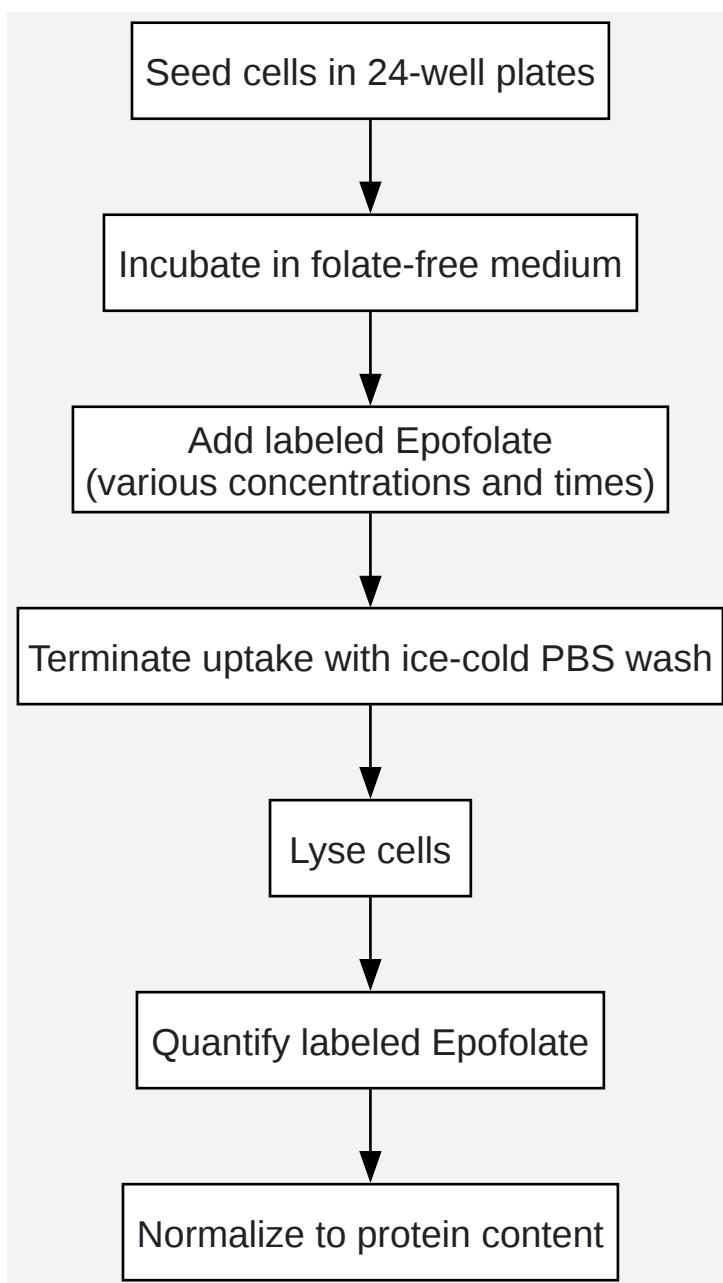 Seed cells in 24-well plates
Incubate in folate-free medium
Add labeled Epofolate
(various concentrations and times)
Terminate uptake with ice-cold PBS wash
Lyse cells
Quantify labeled Epofolate
Normalize to protein content